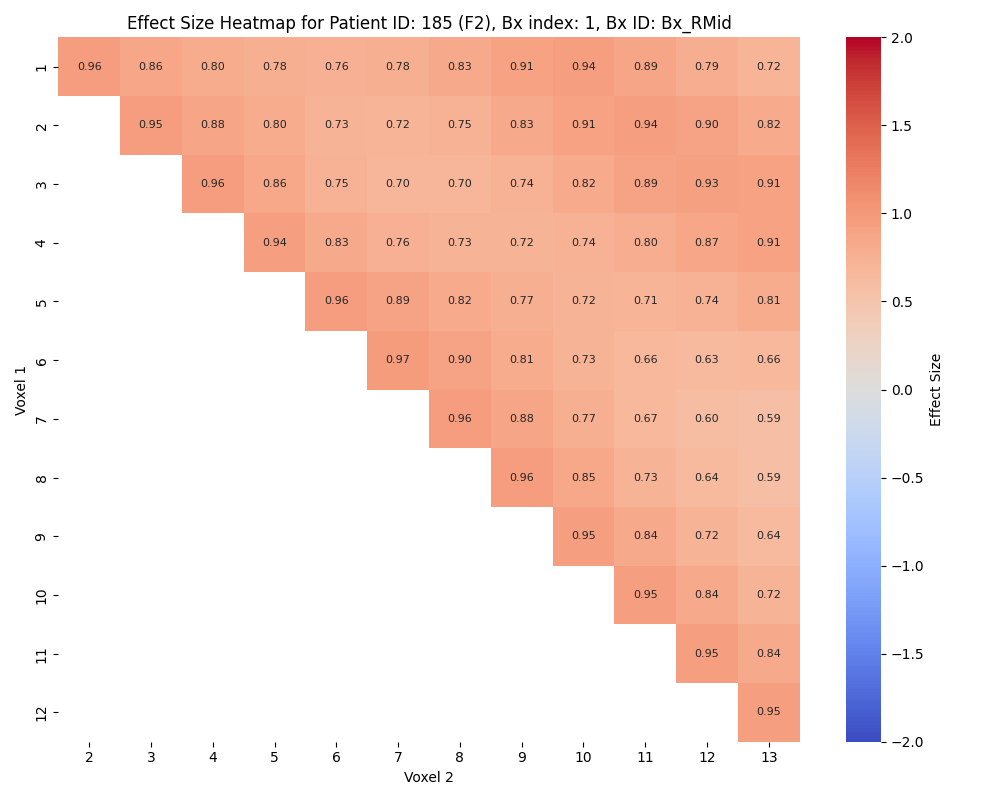 Effect Size Heatmap for Patient ID: 185 (F2), Bx index: 1, Bx ID: Bx_RMid
1 0.96 0.86 0.80 0.78 0.76 0.78 0.83 0.91 0.94 0.89 0.79 0.72
2 0.95 0.88 0.80 0.73 0.72 0.75 0.83 0.91 0.94 0.90 0.82
3 0.96 0.86 0.75 0.70 0.70 0.74 0.82 0.89 0.93 0.91
4 0.94 0.83 0.76 0.73 0.72 0.74 0.80 0.87 0.91
5 0.96 0.89 0.82 0.77 0.72 0.71 0.74 0.81
6 0.97 0.90 0.81 0.73 0.66 0.63 0.66
7 0.96 0.88 0.77 0.67 0.60 0.59
8 0.96 0.85 0.73 0.64 0.59
9 0.95 0.84 0.72 0.64
10 0.95 0.84 0.72
11 0.95 0.84
12 0.95
2 3 4 5 6 7 8 9 10 11 12 13
Voxel 2
Voxel 1
2.0
1.5
1.0
0.5
0.0
−0.5
−1.0
−1.5
−2.0
Effect Size